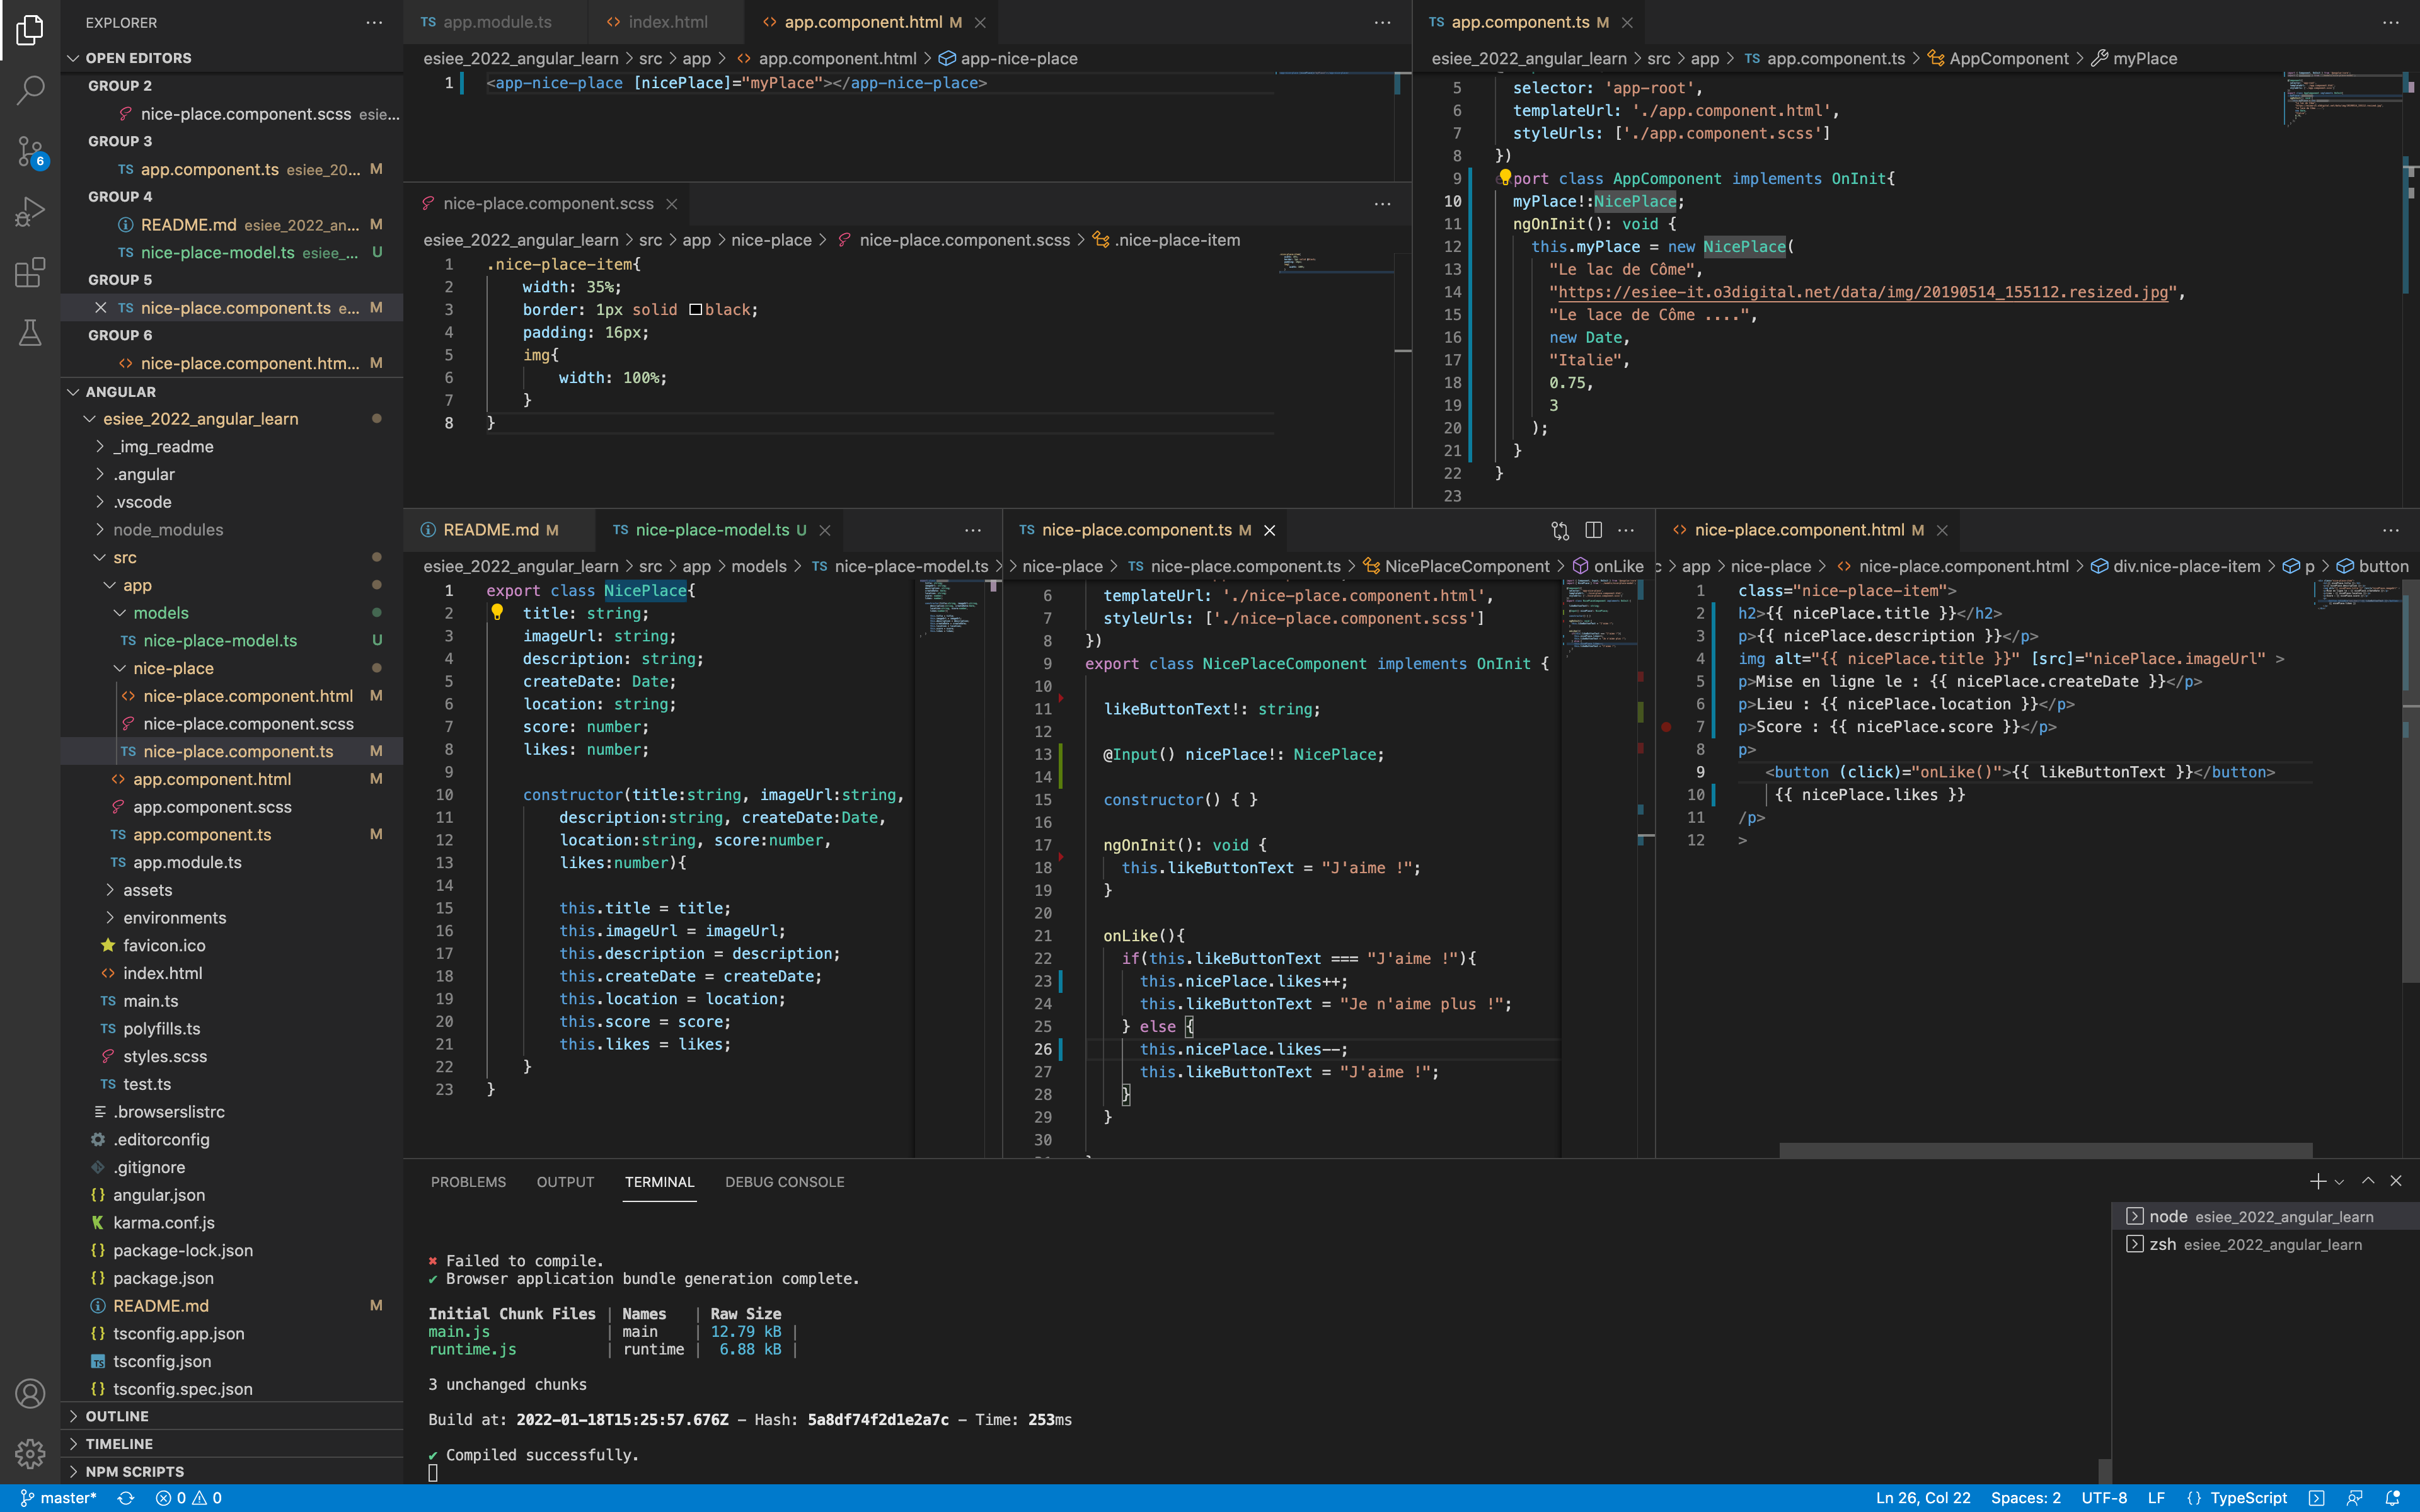 EXPLORER
OPEN EDITORS
GROUP 2
nice-place.component.scss esie...
GROUP 3
TS app.component.ts esiee_20... M
GROUP 4
README.md esiee_2022_an... M
TS nice-place-model.ts esiee_... U
GROUP 5
TS nice-place.component.ts e... M
GROUP 6
nice-place.component.htm... M
ANGULAR
esiee_2022_angular_learn
_img_readme
.angular
.vscode
node_modules
src
app
models
TS nice-place-model.ts U
nice-place
nice-place.component.html M
nice-place.component.scss
TS nice-place.component.ts M
app.component.html M
app.component.scss
TS app.component.ts M
TS app.module.ts
assets
environments
favicon.ico
index.html
TS main.ts
TS polyfills.ts
styles.scss
TS test.ts
.browserslistrc
.editorconfig
.gitignore
{} angular.json
karma.conf.js
{} package-lock.json
{} package.json
README.md M
{} tsconfig.app.json
tsconfig.json
{} tsconfig.spec.json
OUTLINE
TIMELINE
NPM SCRIPTS
6
TS app.module.ts <> index.html <> app.component.html M
esiee_2022_angular_learn > src > app > <> app.component.html > app-nice-place
1 <app-nice-place [nicePlace]="myPlace"></app-nice-place>
nice-place.component.scss
esiee_2022_angular_learn > src > app > nice-place > nice-place.component.scss > .nice-place-item
1 .nice-place-item{
2 width: 35%;
3 border: 1px solid black;
4 padding: 16px;
5 img{
6 width: 100%;
7 }
8 }
TS app.component.ts M
esiee_2022_angular_learn > src > app > TS app.component.ts > AppComponent > myPlace
5 selector: 'app-root',
6 templateUrl: './app.component.html',
7 styleUrls: ['./app.component.scss']
8 })
9 port class AppComponent implements OnInit{
10 myPlace!:NicePlace;
11 ngOnInit(): void {
12 this.myPlace = new NicePlace(
13 "Le lac de Côme",
14 "https://esiee-it.o3digital.net/data/img/20190514_155112.resized.jpg",
15 "Le lace de Côme ....",
16 new Date,
17 "Italie",
18 0.75,
19 3
20 );
21 }
22 }
23
README.md M TS nice-place-model.ts U
esiee_2022_angular_learn > src > app > models > TS nice-place-model.ts >
1 export class NicePlace{
2 title: string;
3 imageUrl: string;
4 description: string;
5 createDate: Date;
6 location: string;
7 score: number;
8 likes: number;
9
10 constructor(title:string, imageUrl:string,
11 description:string, createDate:Date,
12 location:string, score:number,
13 likes:number){
14
15 this.title = title;
16 this.imageUrl = imageUrl;
17 this.description = description;
18 this.createDate = createDate;
19 this.location = location;
20 this.score = score;
21 this.likes = likes;
22 }
23 }
TS nice-place.component.ts M
> nice-place > TS nice-place.component.ts > NicePlaceComponent > onLike
6 templateUrl: './nice-place.component.html',
7 styleUrls: ['./nice-place.component.scss']
8 })
9 export class NicePlaceComponent implements OnInit {
10
11 likeButtonText!: string;
12
13 @Input() nicePlace!: NicePlace;
14
15 constructor() { }
16
17 ngOnInit(): void {
18 this.likeButtonText = "J'aime !";
19 }
20
21 onLike(){
22 if(this.likeButtonText === "J'aime !"){
23 this.nicePlace.likes++;
24 this.likeButtonText = "Je n'aime plus !";
25 } else {
26 this.nicePlace.likes--;
27 this.likeButtonText = "J'aime !";
28 }
29 }
30
<> nice-place.component.html M
c > app > nice-place > <> nice-place.component.html > div.nice-place-item > p > button
1 class="nice-place-item">
2 h2>{{ nicePlace.title }}</h2>
3 p>{{ nicePlace.description }}</p>
4 img alt="{{ nicePlace.title }}" [src]="nicePlace.imageUrl" >
5 p>Mise en ligne le : {{ nicePlace.createDate }}</p>
6 p>Lieu : {{ nicePlace.location }}</p>
7 p>Score : {{ nicePlace.score }}</p>
8 p>
9 <button (click)="onLike()">{{ likeButtonText }}</button>
10 {{ nicePlace.likes }}
11 /p>
12 >
PROBLEMS OUTPUT TERMINAL DEBUG CONSOLE
✖ Failed to compile.
✔ Browser application bundle generation complete.
Initial Chunk Files | Names | Raw Size
main.js | main | 12.79 kB |
runtime.js | runtime | 6.88 kB |
3 unchanged chunks
Build at: 2022-01-18T15:25:57.676Z - Hash: 5a8df74f2d1e2a7c - Time: 253ms
✔ Compiled successfully.
node esiee_2022_angular_learn
zsh esiee_2022_angular_learn
master* 0 0 Ln 26, Col 22 Spaces: 2 UTF-8 LF {} TypeScript